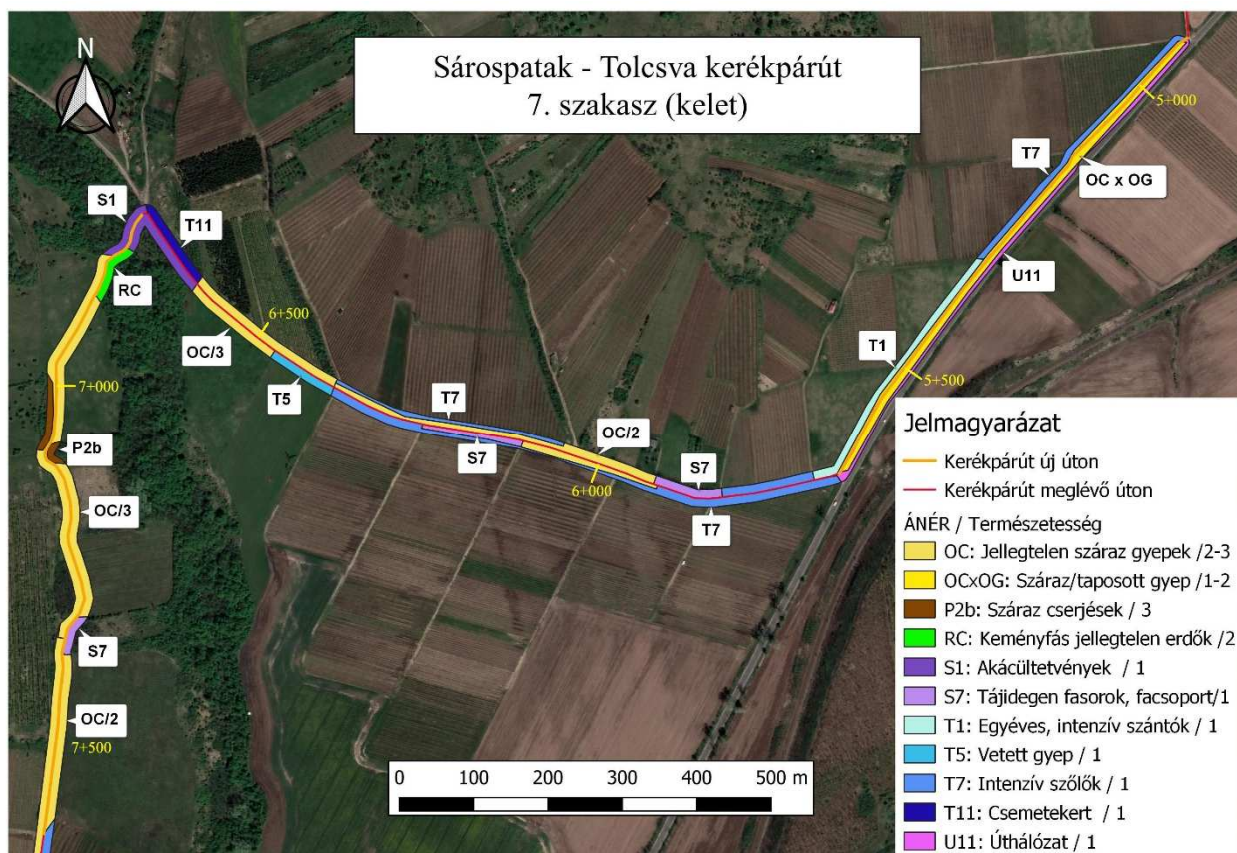 Sárospatak - Tolcsva kerékpárút
7. szakasz (kelet)
N
5+000
T7
OC x OG
S1
T11
U11
RC
6+500
OC/3
T1
5+500
7+000
T5
T7
OC/2
S7
P2b
6+000
S7
T7
OC/3
S7
OC/2
7+500
0 100 200 300 400 500 m
Jelmagyarázat
Kerékpárút új úton
Kerékpárút meglévő úton
ÁNÉR / Természetesség
OC: Jellegtelen száraz gyepek /2-3
OCxOG: Száraz/taposott gyep /1-2
P2b: Száraz cserjések / 3
RC: Keményfás jellegtelen erdők /2
S1: Akácültetvények / 1
S7: Tájidegen fasorok, facsoport/1
T1: Egyéves, intenzív szántók / 1
T5: Vetett gyep / 1
T7: Intenzív szőlők / 1
T11: Csemetekert / 1
U11: Úthálózat / 1